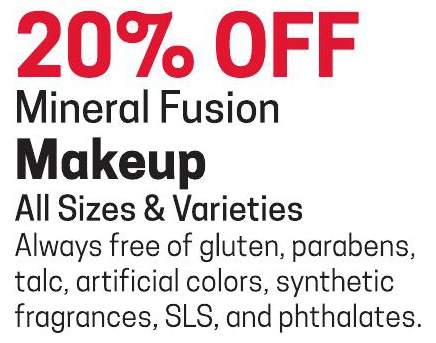 20% OFF
Mineral Fusion
Makeup
All Sizes & Varieties
Always free of gluten, parabens,
talc, artificial colors, synthetic
fragrances, SLS, and phthalates.